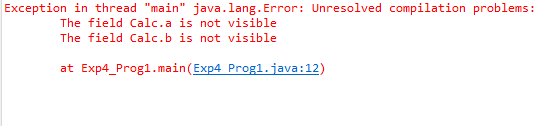 Exception in thread "main" java.lang.Error: Unresolved compilation problems:
The field Calc.a is not visible
The field Calc.b is not visible
at Exp4_Prog1.main(Exp4_Prog1.java:12)